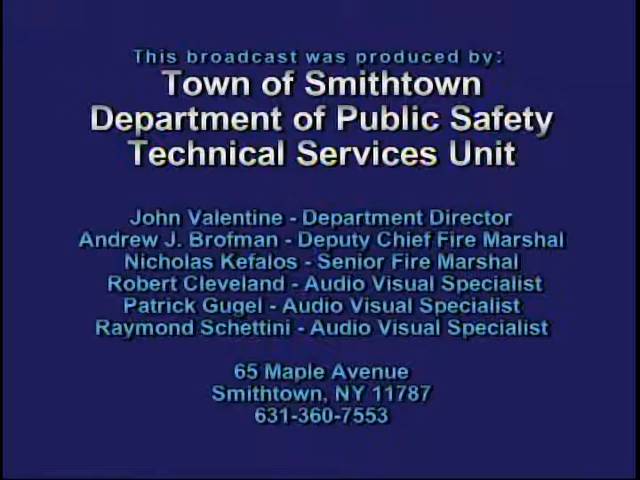 This broadcast was produced by:
Town of Smithtown
Department of Public Safety
Technical Services Unit
John Valentine - Department Director
Andrew J. Brofman - Deputy Chief Fire Marshal
Nicholas Kefalos - Senior Fire Marshal
Robert Cleveland - Audio Visual Specialist
Patrick Gugel - Audio Visual Specialist
Raymond Schettini - Audio Visual Specialist
65 Maple Avenue
Smithtown, NY 11787
631-360-7553